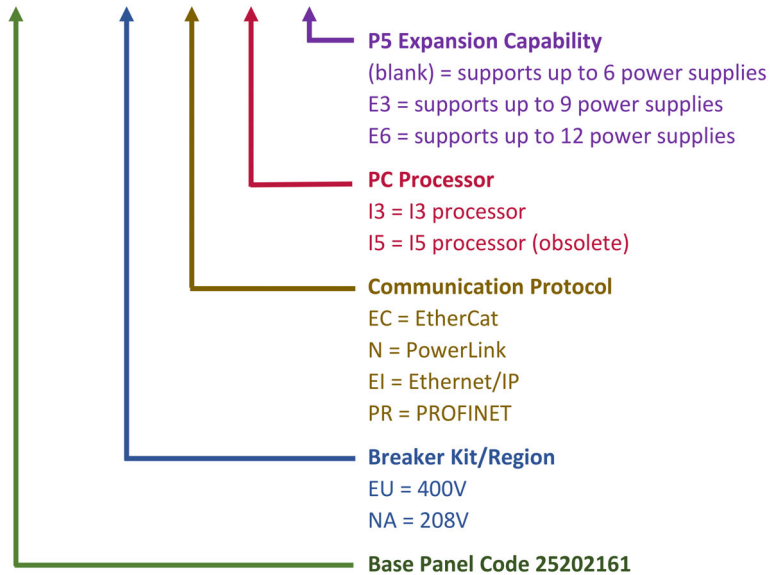 P5 Expansion Capability
(blank) = supports up to 6 power supplies
E3 = supports up to 9 power supplies
E6 = supports up to 12 power supplies
PC Processor
I3 = I3 processor
I5 = I5 processor (obsolete)
Communication Protocol
EC = EtherCat
N = PowerLink
EI = Ethernet/IP
PR = PROFINET
Breaker Kit/Region
EU = 400V
NA = 208V
Base Panel Code 25202161